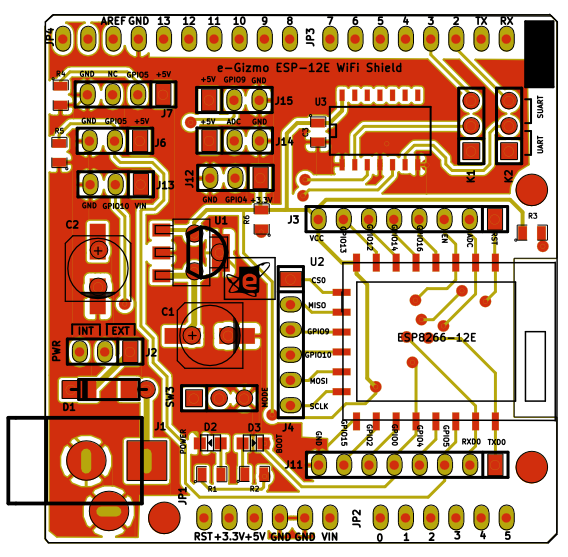 AREF GND 13 12 11 10 9 8 7 6 5 4 3 2 TX RX
JP4
JP3
e-Gizmo ESP-12E WiFi Shield
R4
GND NC GPIO5 +5V
J7
+5V GPIO9 GND
J15
U3
SUART
R5
GND GPIO5 +5V
J6
+5V ADC GND
J14
UART
K1
K2
J13
GND GPIO10 VIN
J12
GND GPIO4 +3.3V
R6
J3
VCC GPIO13 GPIO12 GPIO14 GPIO16 EN ADC RST
R3
C2
U1
e
U2
CS0
MISO
GPIO9
GPIO10
MOSI
SCLK
ESP8266-12E
C1
INT EXT
PWR
J2
D1
SW3
MODE
J4
J1
POWER
D2
D3
BOOT
GND GPIO15 GPIO2 GPIO0 GPIO4 GPIO5 RXD0 TXD0
J11
R1
R2
JP1
JP2
RST +3.3V +5V GND GND VIN 0 1 2 3 4 5